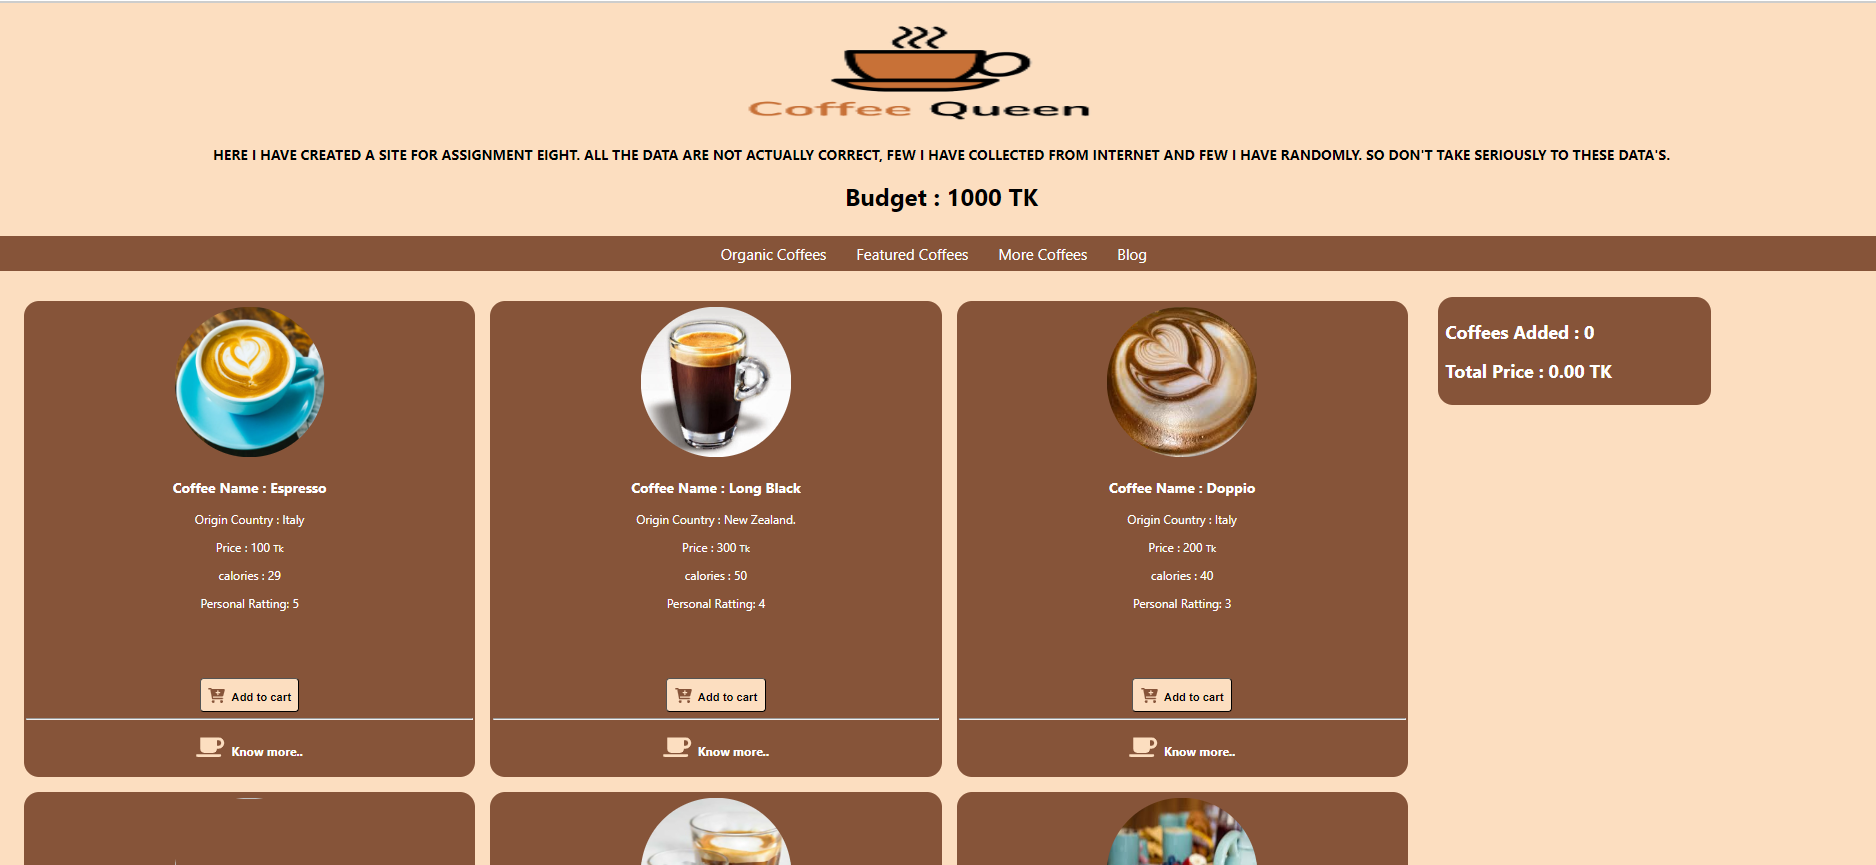 Coffee Queen
HERE I HAVE CREATED A SITE FOR ASSIGNMENT EIGHT. ALL THE DATA ARE NOT ACTUALLY CORRECT, FEW I HAVE COLLECTED FROM INTERNET AND FEW I HAVE RANDOMLY. SO DON'T TAKE SERIOUSLY TO THESE DATA'S.
Budget : 1000 TK
Organic Coffees Featured Coffees More Coffees Blog
Coffee Name : Espresso
Origin Country : Italy
Price : 100 Tk
calories : 29
Personal Ratting: 5
Add to cart
Know more..
Coffee Name : Long Black
Origin Country : New Zealand.
Price : 300 Tk
calories : 50
Personal Ratting: 4
Add to cart
Know more..
Coffee Name : Doppio
Origin Country : Italy
Price : 200 Tk
calories : 40
Personal Ratting: 3
Add to cart
Know more..
Coffees Added : 0
Total Price : 0.00 TK